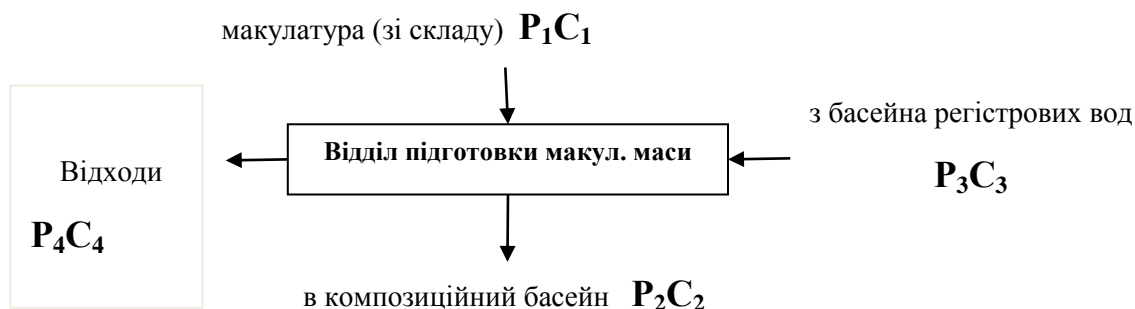 макулатура (зі складу) P₁C₁
з басейна регістрових вод
Відділ підготовки макул. маси
Відходи
P₃C₃
P₄C₄
в композиційний басейн P₂C₂